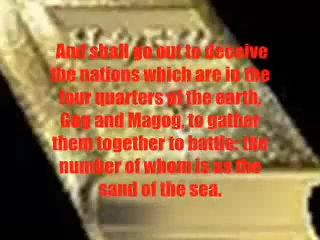 And shall go out to deceive
the nations which are in the
four quarters of the earth,
Gog and Magog, to gather
them together to battle: the
number of whom is as the
sand of the sea.